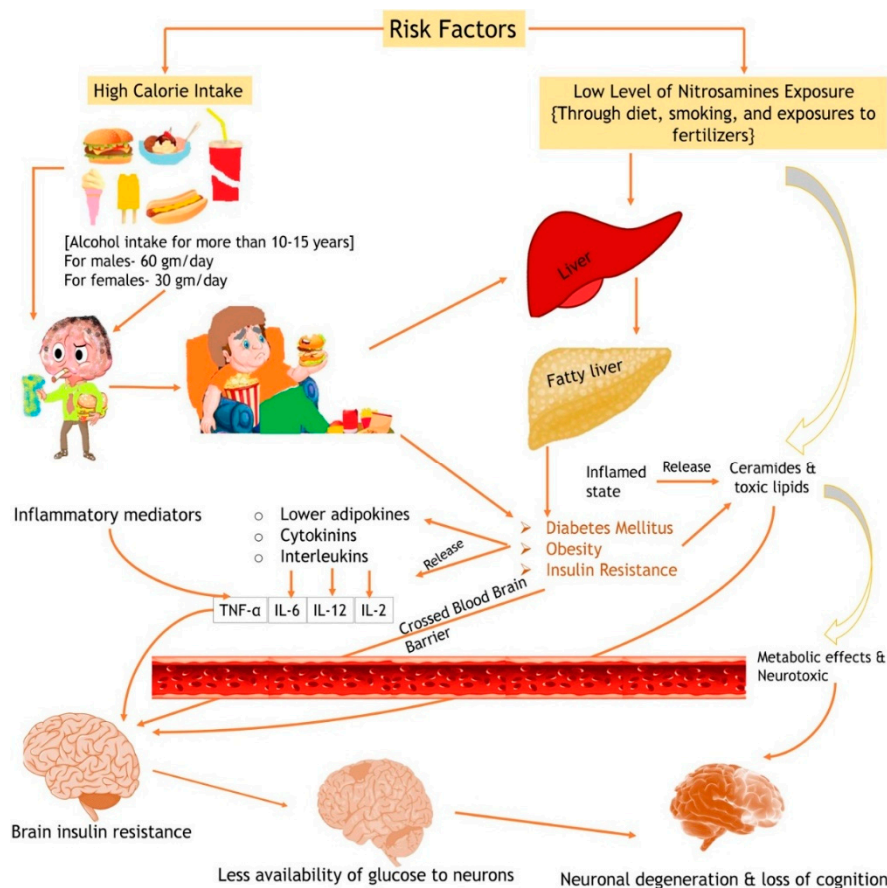 Risk Factors
High Calorie Intake
Low Level of Nitrosamines Exposure
{Through diet, smoking, and exposures to
fertilizers}
[Alcohol intake for more than 10-15 years]
For males- 60 gm/day
For females- 30 gm/day
Liver
Fatty liver
Inflamed
state
Release
Ceramides &
toxic lipids
Inflammatory mediators
Lower adipokines
Cytokinins
Interleukins
Release
Diabetes Mellitus
Obesity
Insulin Resistance
TNF-α IL-6 IL-12 IL-2
Crossed Blood Brain
Barrier
Metabolic effects &
Neurotoxic
Brain insulin resistance
Less availability of glucose to neurons
Neuronal degeneration & loss of cognition